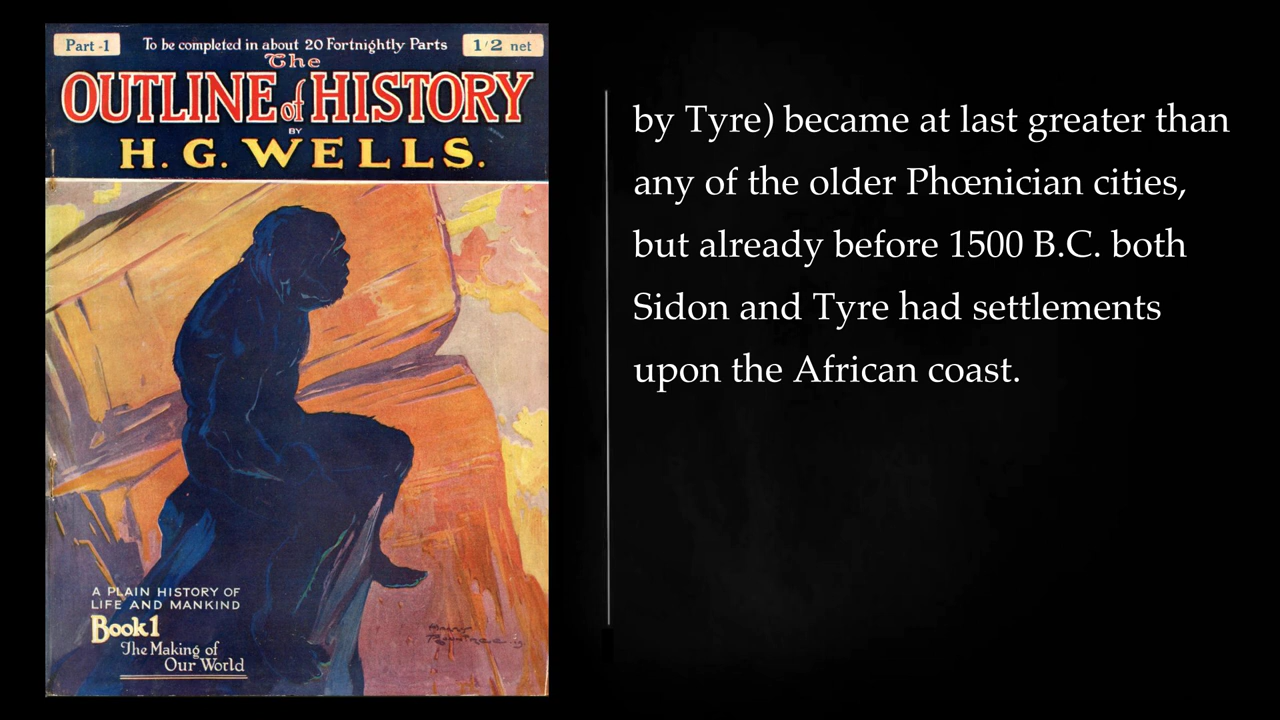 Part -1
To be completed in about 20 Fortnightly Parts
1/2 net
The
OUTLINE of HISTORY
BY
H. G. WELLS.
A PLAIN HISTORY OF
LIFE AND MANKIND
Book 1
The Making of
Our World
by Tyre) became at last greater than
any of the older Phœnician cities,
but already before 1500 B.C. both
Sidon and Tyre had settlements
upon the African coast.